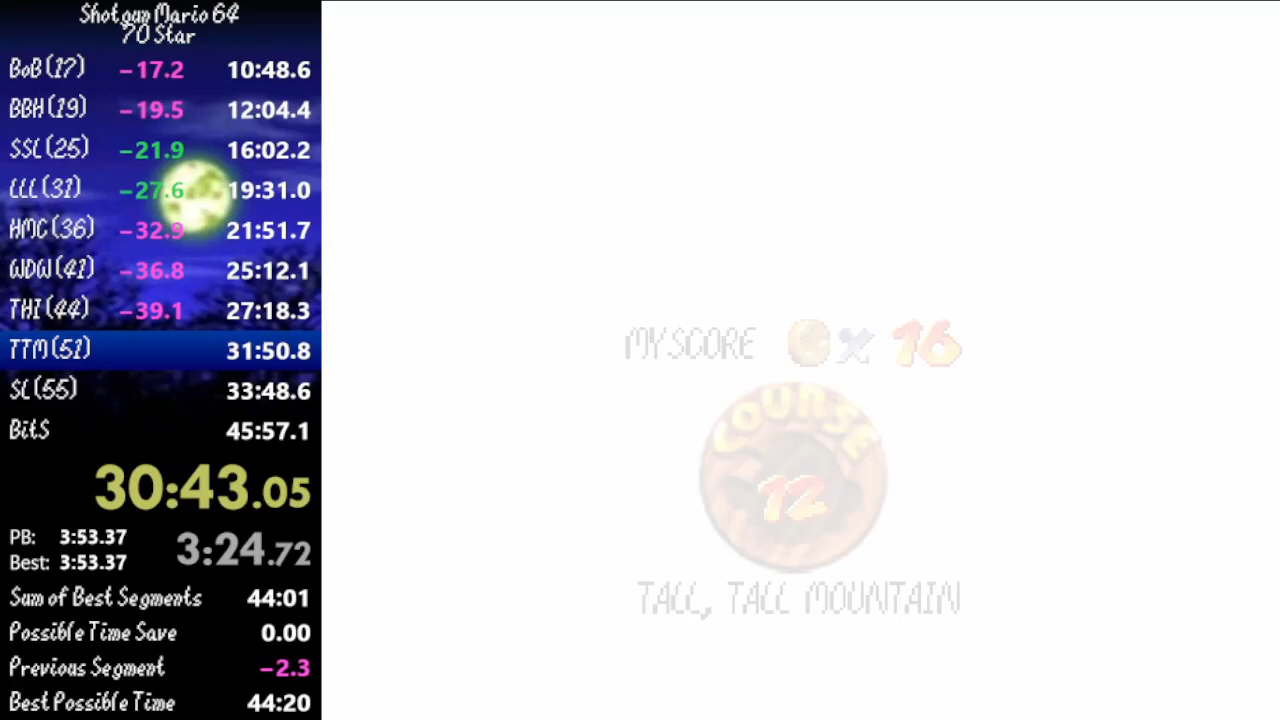 Shotgun Mario 64
70 Star
BoB(17) -17.2 10:48.6
BBH(19) -19.5 12:04.4
SSL(25) -21.9 16:02.2
LLL(31) -27.6 19:31.0
HMC(36) -32.9 21:51.7
WDW(41) -36.8 25:12.1
THI(44) -39.1 27:18.3
TTM(51) 31:50.8
SL(55) 33:48.6
BitS 45:57.1
30:43.05
PB: 3:53.37
Best: 3:53.37
3:24.72
Sum of Best Segments 44:01
Possible Time Save 0.00
Previous Segment -2.3
Best Possible Time 44:20
MY SCORE × 16
COURSE
12
TALL, TALL MOUNTAIN